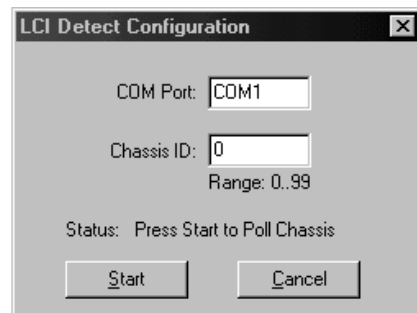 LCI Detect Configuration
COM Port: COM1
Chassis ID: 0
Range: 0..99
Status: Press Start to Poll Chassis
Start Cancel